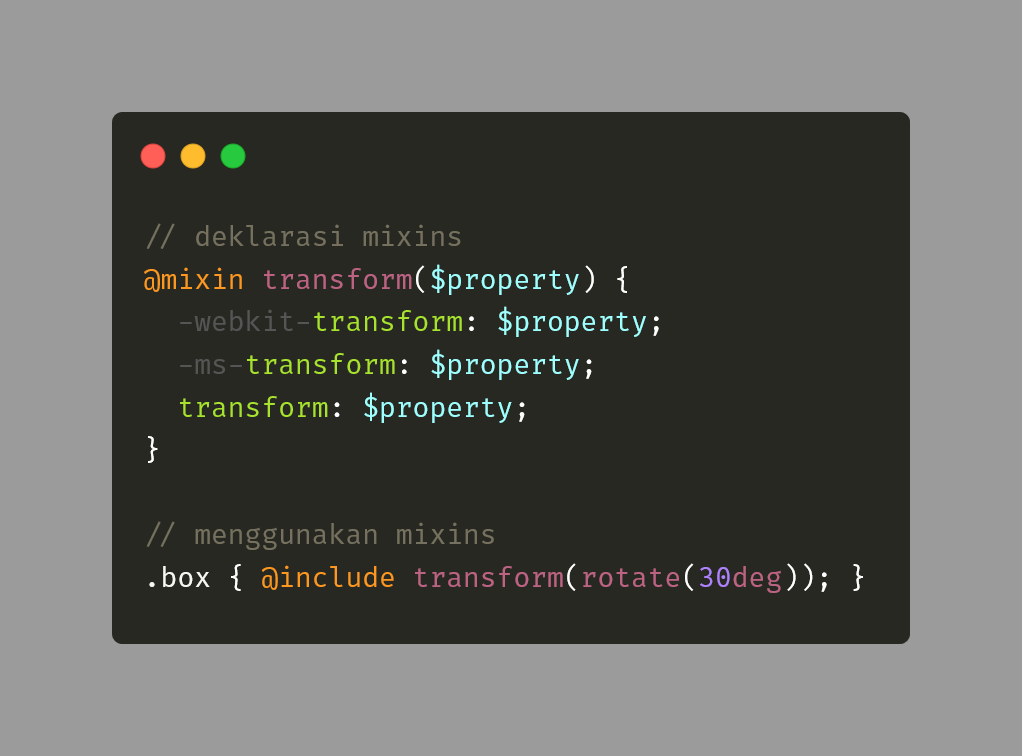 // deklarasi mixins
@mixin transform($property) {
  -webkit-transform: $property;
  -ms-transform: $property;
  transform: $property;
}
// menggunakan mixins
.box { @include transform(rotate(30deg)); }